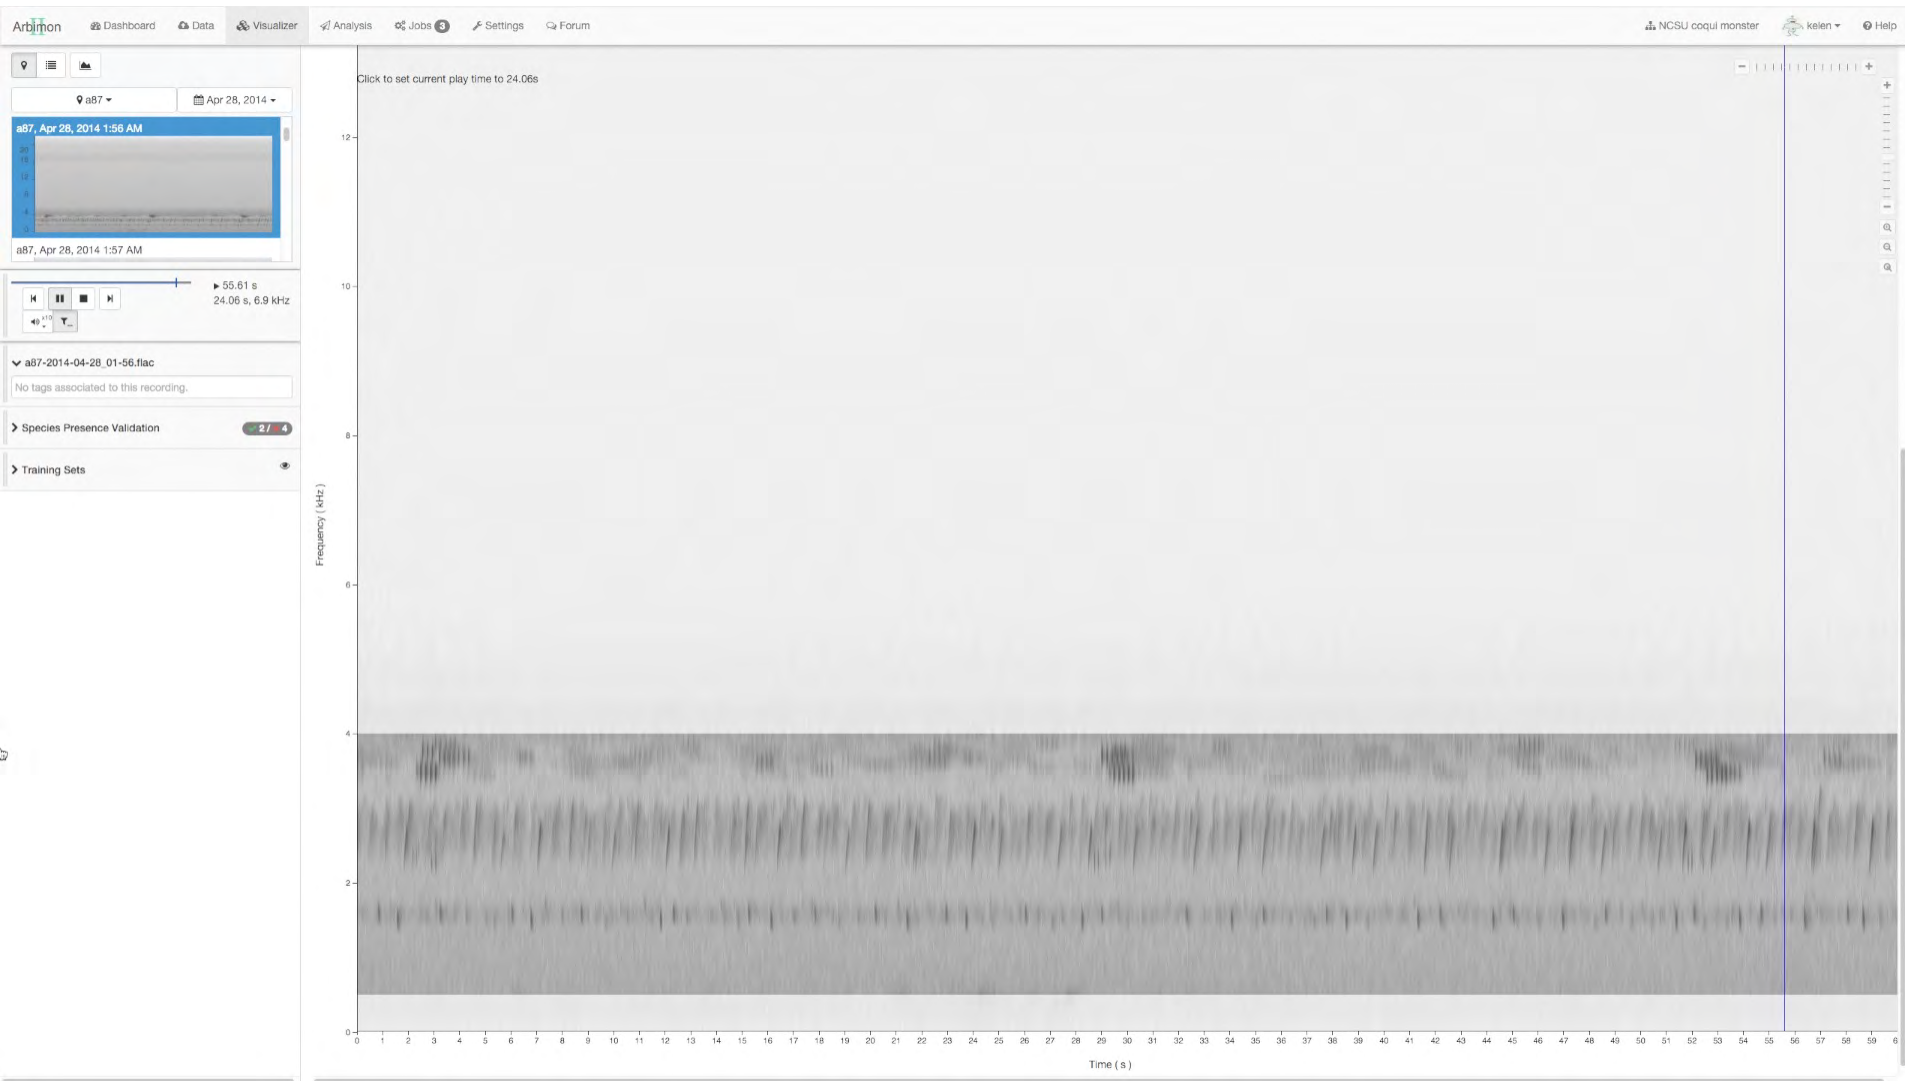 Arbimon II Dashboard Data Visualizer Analysis Jobs 3 Settings Forum NCSU coqui monster kelen Help
a87 Apr 28, 2014
a87, Apr 28, 2014 1:56 AM
a87, Apr 28, 2014 1:57 AM
55.61 s
24.06 s, 6.9 kHz
x10
a87-2014-04-28_01-56.flac
No tags associated to this recording.
Species Presence Validation 2 / 4
Training Sets
Click to set current play time to 24.06s
12
10
8
6
4
2
0
Frequency ( kHz )
0 1 2 3 4 5 6 7 8 9 10 11 12 13 14 15 16 17 18 19 20 21 22 23 24 25 26 27 28 29 30 31 32 33 34 35 36 37 38 39 40 41 42 43 44 45 46 47 48 49 50 51 52 53 54 55 56 57 58 59 6
Time ( s )